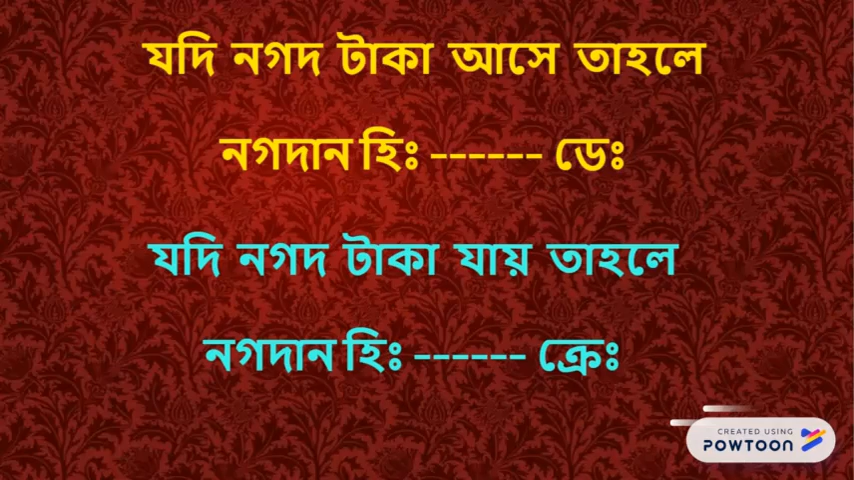 যদি নগদ টাকা আসে তাহলে
নগদান হিঃ ------ ডেঃ
যদি নগদ টাকা যায় তাহলে
নগদান হিঃ ------ ক্রেঃ
CREATED USING
POWTOON